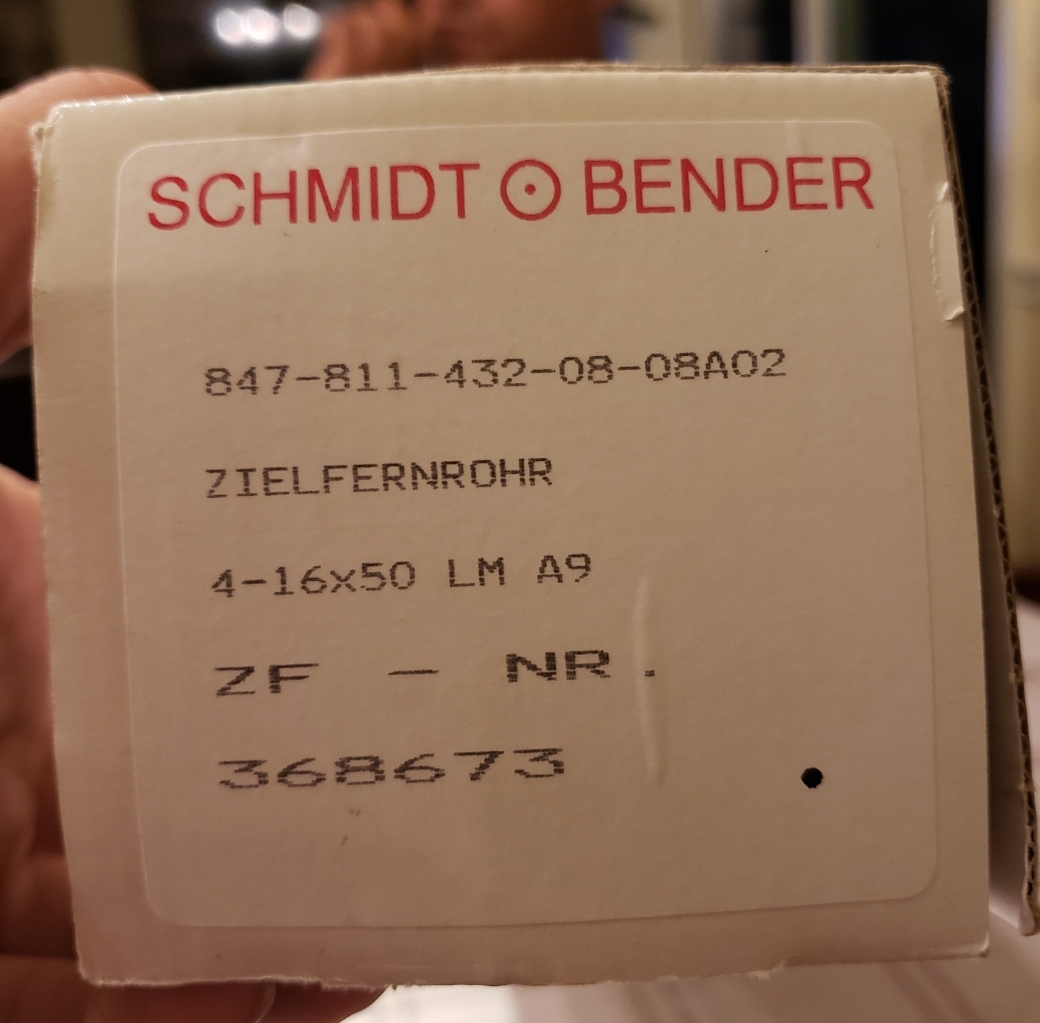 SCHMIDT BENDER
847-811-432-08-08A02
ZIELFERNROHR
4-16x50 LM A9
ZF - NR.
368673